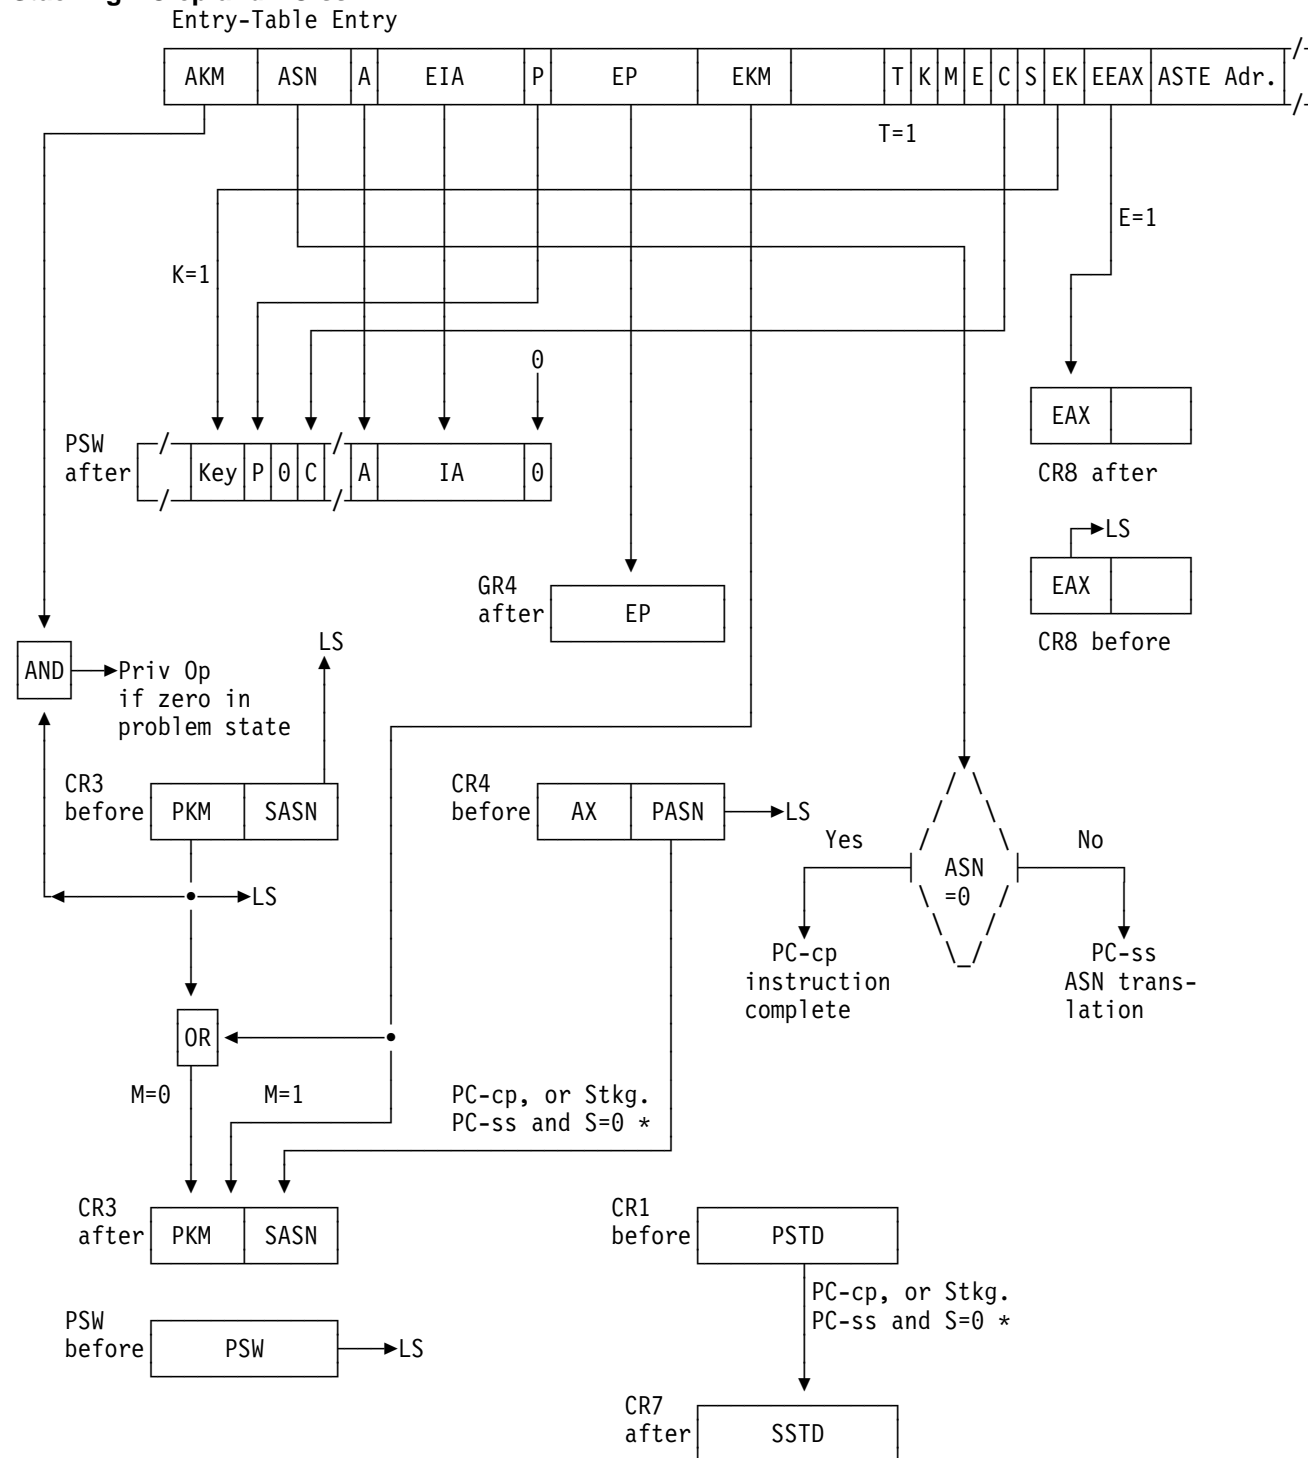 Entry-Table Entry
AKM ASN A EIA P EP EKM T K M E C S EK EEAX ASTE Adr.
T=1
E=1
K=1
0
PSW
after
Key P 0 C A IA 0
EAX
CR8 after
LS
EAX
CR8 before
GR4
after
EP
AND
Priv Op
if zero in
problem state
LS
CR3
before
PKM SASN
LS
CR4
before
AX PASN
LS
Yes
No
ASN
=0
PC-cp
instruction
complete
PC-ss
ASN trans-
lation
OR
M=0
M=1
PC-cp, or Stkg.
PC-ss and S=0 *
CR3
after
PKM SASN
CR1
before
PSTD
PC-cp, or Stkg.
PC-ss and S=0 *
PSW
before
PSW
LS
CR7
after
SSTD